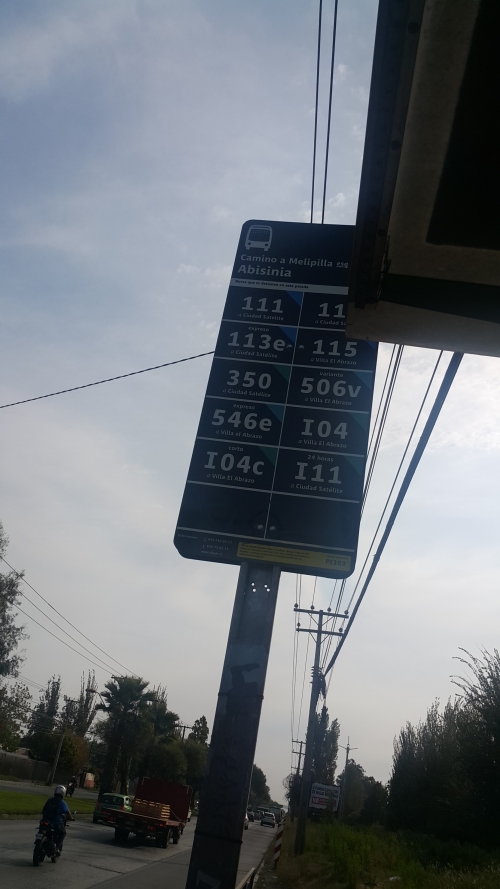 Camino a Melipilla
Abisinia
111
a Ciudad Satélite
11
a Ciudad
expreso
113e
a Ciudad Satélite
115
a Villa El Abrazo
350
a Ciudad Satélite
variante
506v
a Villa El Abrazo
expreso
546e
a Villa el Abrazo
I04
a Villa El Abrazo
corto
I04c
a Villa El Abrazo
24 horas
I11
a Ciudad Satélite